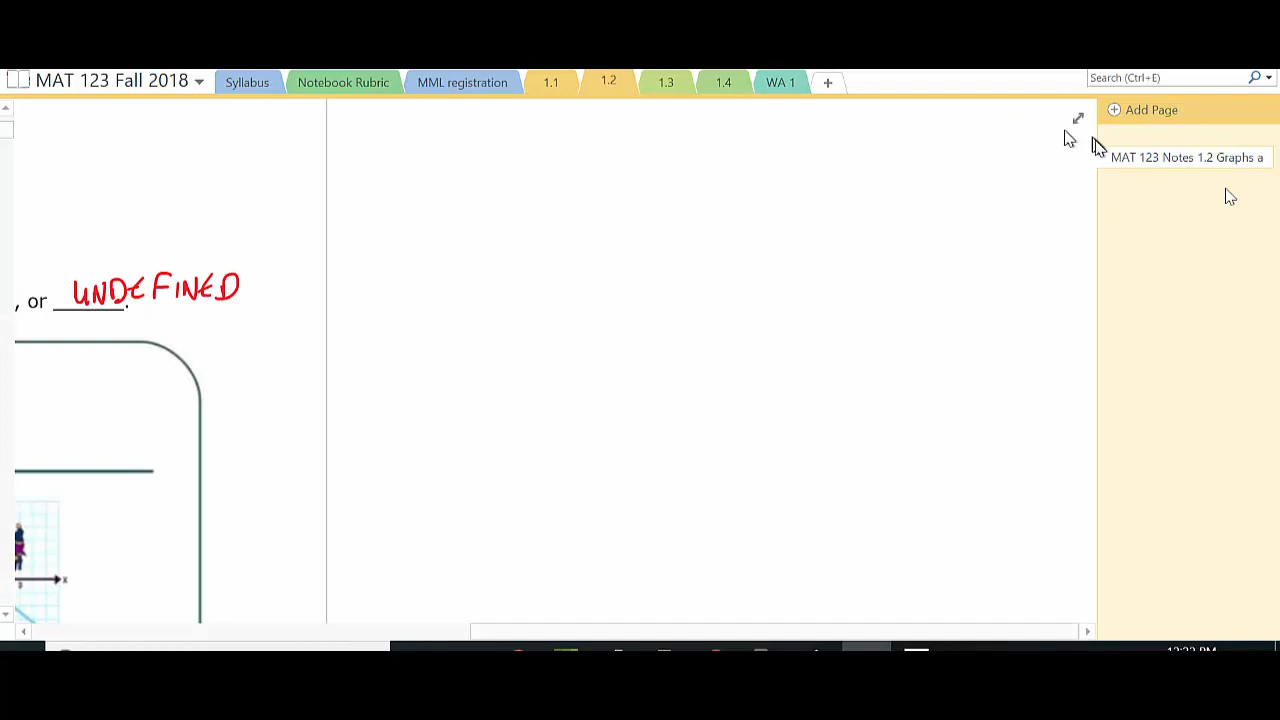 MAT 123 Fall 2018 Syllabus Notebook Rubric MML registration 1.1 1.2 1.3 1.4 WA 1 + Search (Ctrl+E)
Add Page
MAT 123 Notes 1.2 Graphs a
, or UNDEFINED.
x
3